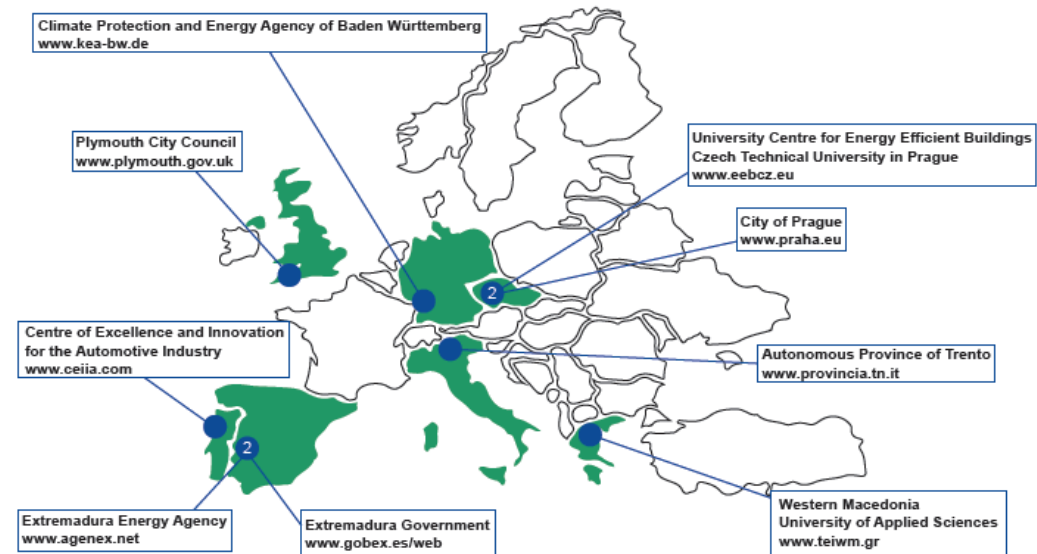 Climate Protection and Energy Agency of Baden Württemberg
www.kea-bw.de
Plymouth City Council
www.plymouth.gov.uk
University Centre for Energy Efficient Buildings
Czech Technical University in Prague
www.eebcz.eu
City of Prague
www.praha.eu
2
Centre of Excellence and Innovation
for the Automotive Industry
www.ceiia.com
Autonomous Province of Trento
www.provincia.tn.it
2
Extremadura Energy Agency
www.agenex.net
Extremadura Government
www.gobex.es/web
Western Macedonia
University of Applied Sciences
www.teiwm.gr